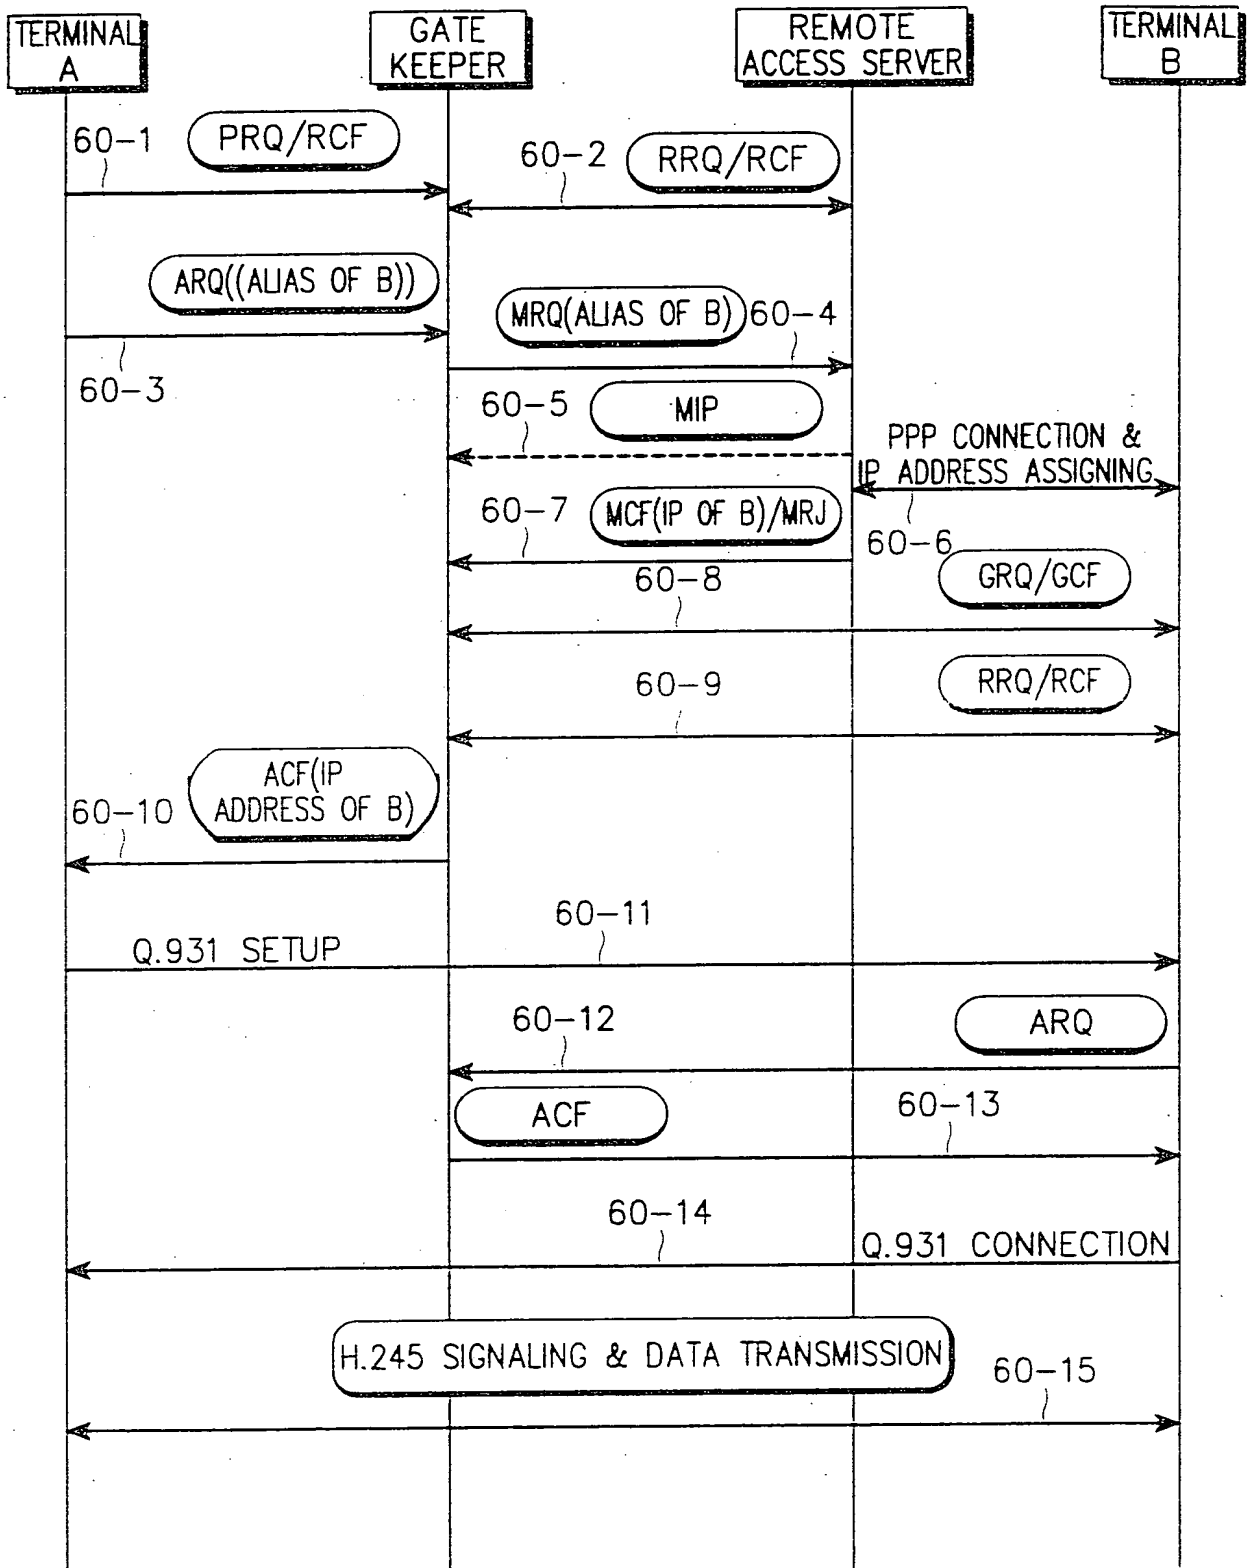 TERMINAL
A
GATE
KEEPER
REMOTE
ACCESS SERVER
TERMINAL
B
60-1
PRQ/RCF
60-2
RRQ/RCF
ARQ((ALIAS OF B))
60-3
MRQ(ALIAS OF B)
60-4
60-5
MIP
PPP CONNECTION &
IP ADDRESS ASSIGNING
60-7
MCF(IP OF B)/MRJ
60-6
60-8
GRQ/GCF
60-9
RRQ/RCF
ACF(IP
ADDRESS OF B)
60-10
60-11
Q.931 SETUP
60-12
ARQ
ACF
60-13
60-14
Q.931 CONNECTION
H.245 SIGNALING & DATA TRANSMISSION
60-15